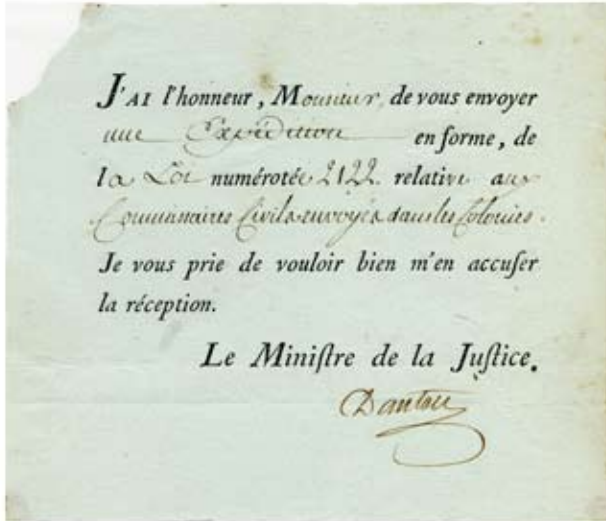 J'AI l'honneur, Monsieur, de vous envoyer
une Expédition en forme, de
la Loi numérotée 2122. relative aux
Commissaires Civils envoyés dans les Colonies.
Je vous prie de vouloir bien m'en accuſer
la réception.
Le Miniſtre de la Juſtice.
Danton